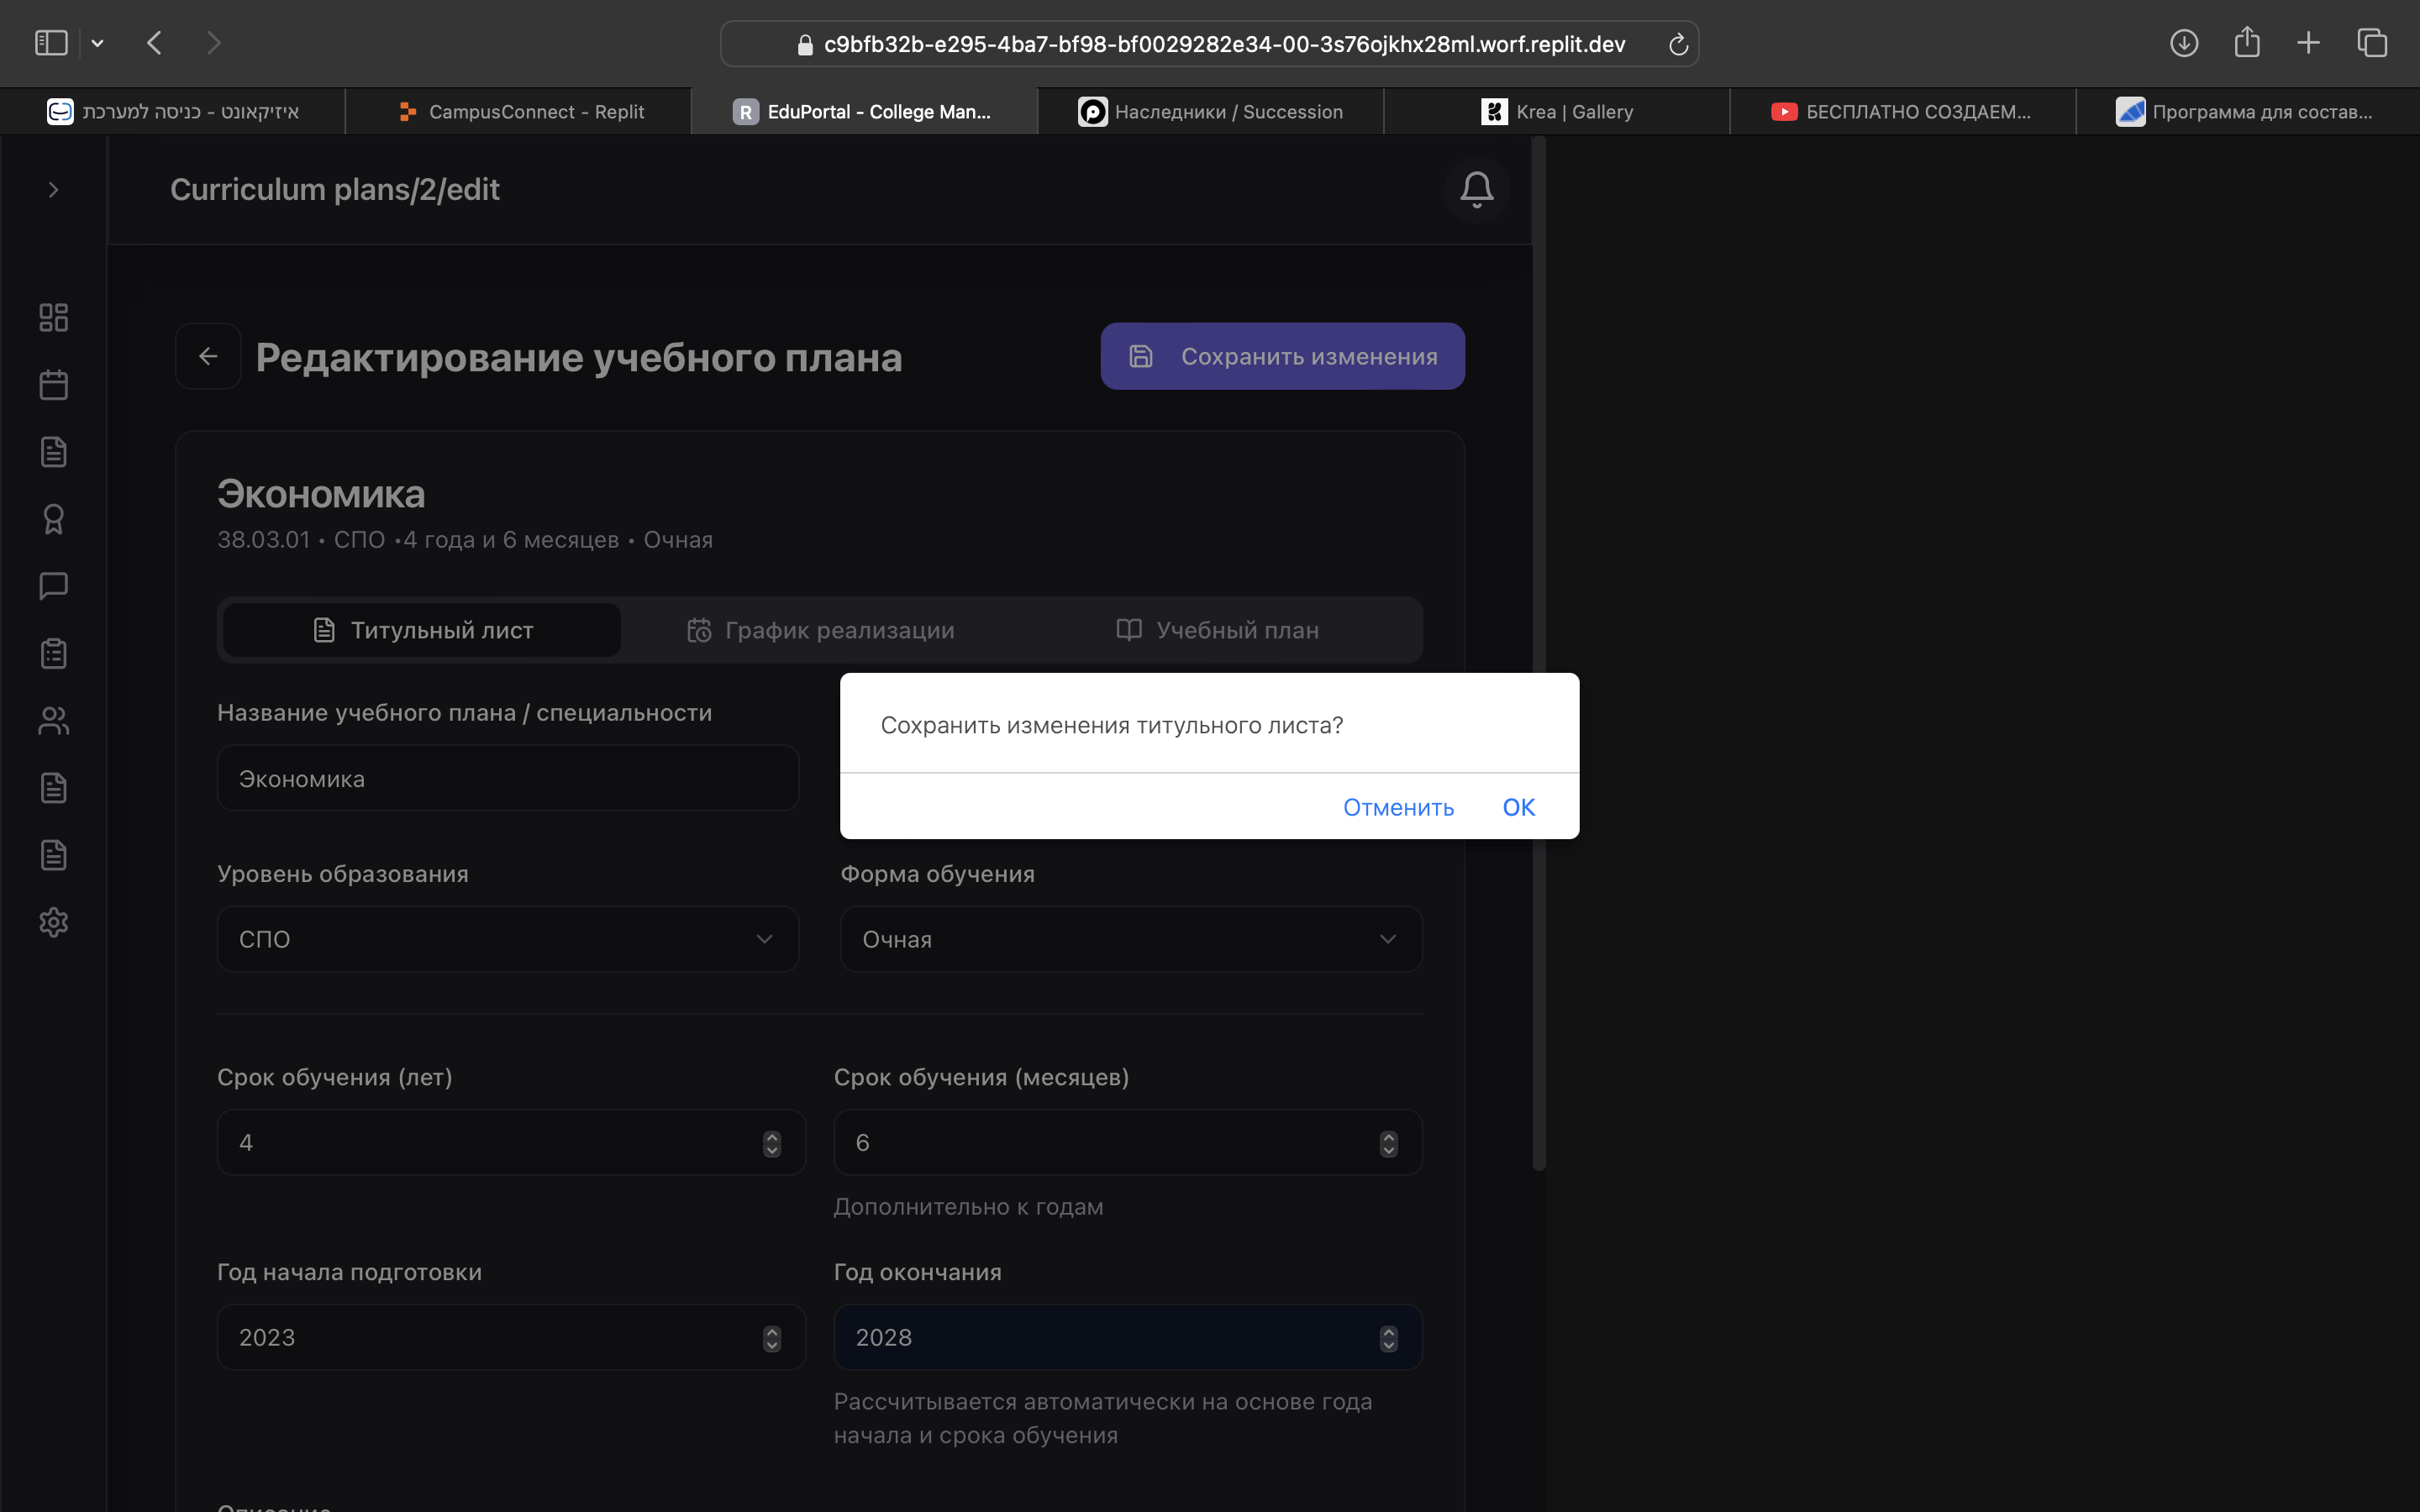 c9bfb32b-e295-4ba7-bf98-bf0029282e34-00-3s76ojkhx28ml.worf.replit.dev
איזיקאונט - כניסה למערכת
CampusConnect - Replit
R EduPortal - College Man...
Наследники / Succession
Krea | Gallery
БЕСПЛАТНО СОЗДАЕМ...
Программа для состав...
Curriculum plans/2/edit
Редактирование учебного плана
Сохранить изменения
Экономика
38.03.01 • СПО •4 года и 6 месяцев • Очная
Титульный лист
График реализации
Учебный план
Название учебного плана / специальности
Экономика
Сохранить изменения титульного листа?
Отменить
OK
Уровень образования
Форма обучения
СПО
Очная
Срок обучения (лет)
Срок обучения (месяцев)
4
6
Дополнительно к годам
Год начала подготовки
Год окончания
2023
2028
Рассчитывается автоматически на основе года
начала и срока обучения